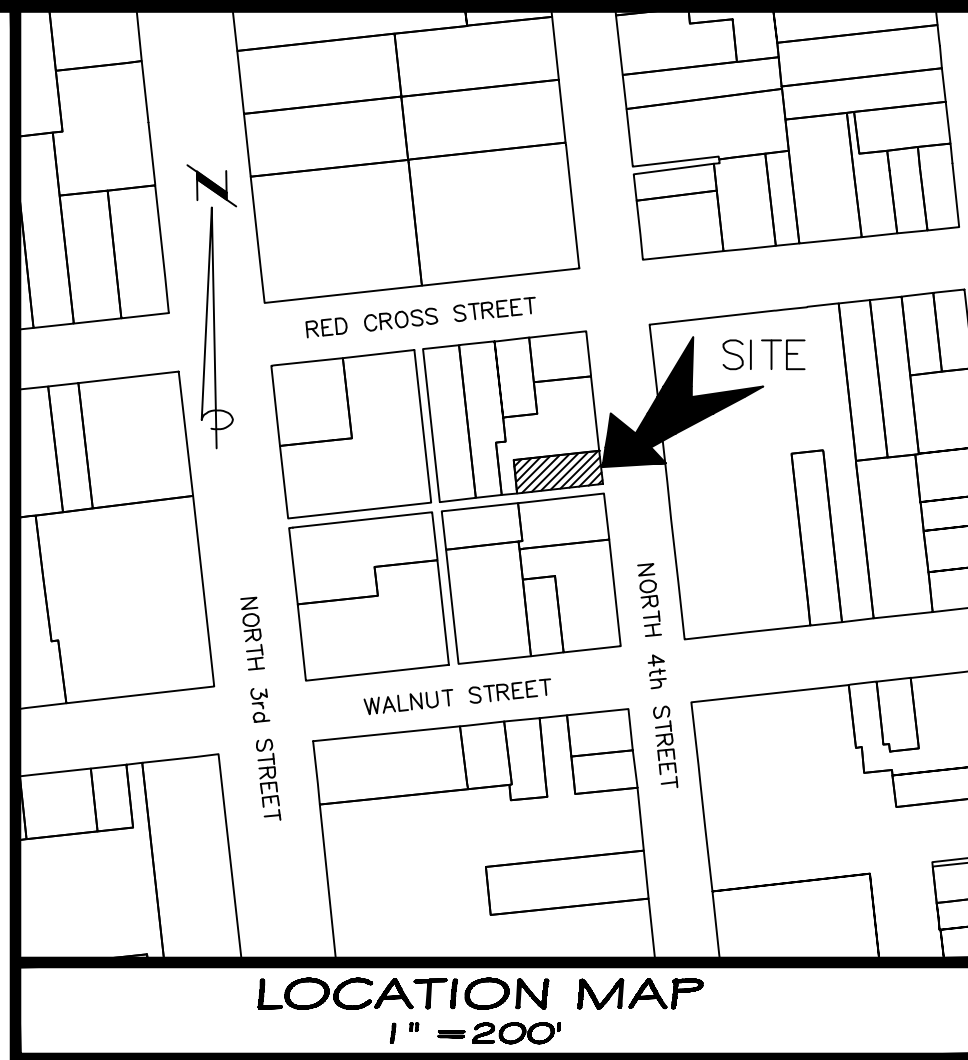 N
RED CROSS STREET
SITE
NORTH 3rd STREET
NORTH 4th STREET
WALNUT STREET
LOCATION MAP
1" =200'